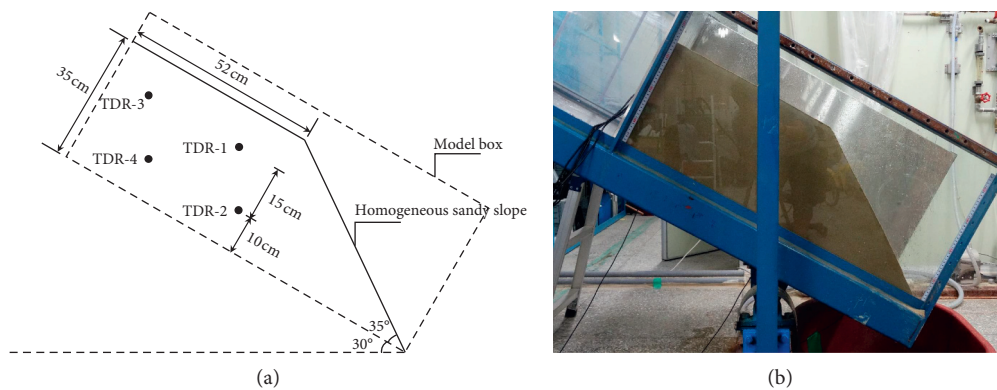 52cm
35cm
TDR-3
TDR-1
TDR-4
Model box
15cm
TDR-2
Homogeneous sandy slope
10cm
35°
30°
(a)
(b)